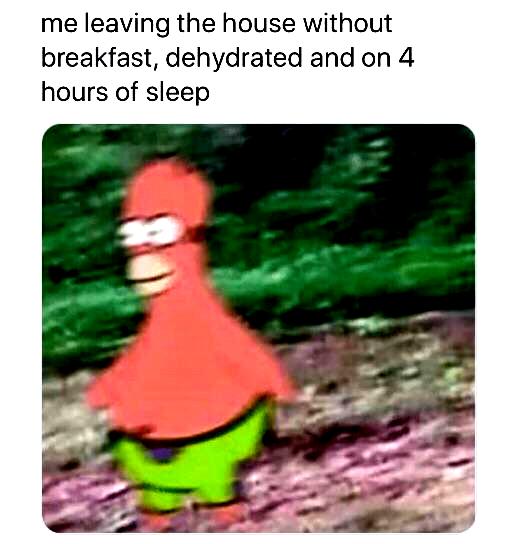 me leaving the house without
breakfast, dehydrated and on 4
hours of sleep